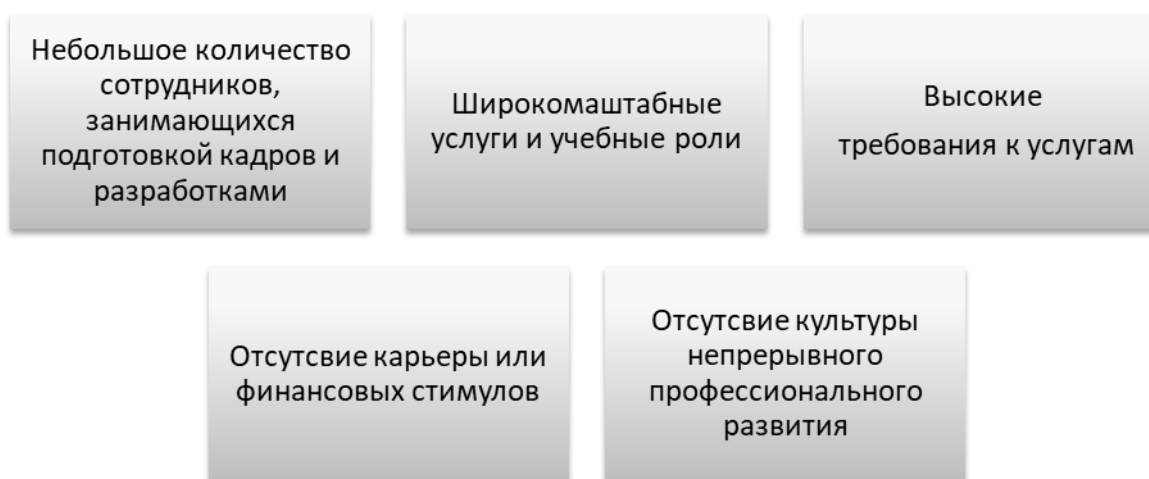 Небольшое количество
сотрудников,
занимающихся
подготовкой кадров и
разработками
Широкомаштабные
услуги и учебные роли
Высокие
требования к услугам
Отсутсвие карьеры или
финансовых стимулов
Отсутсвие культуры
непрерывного
профессионального
развития